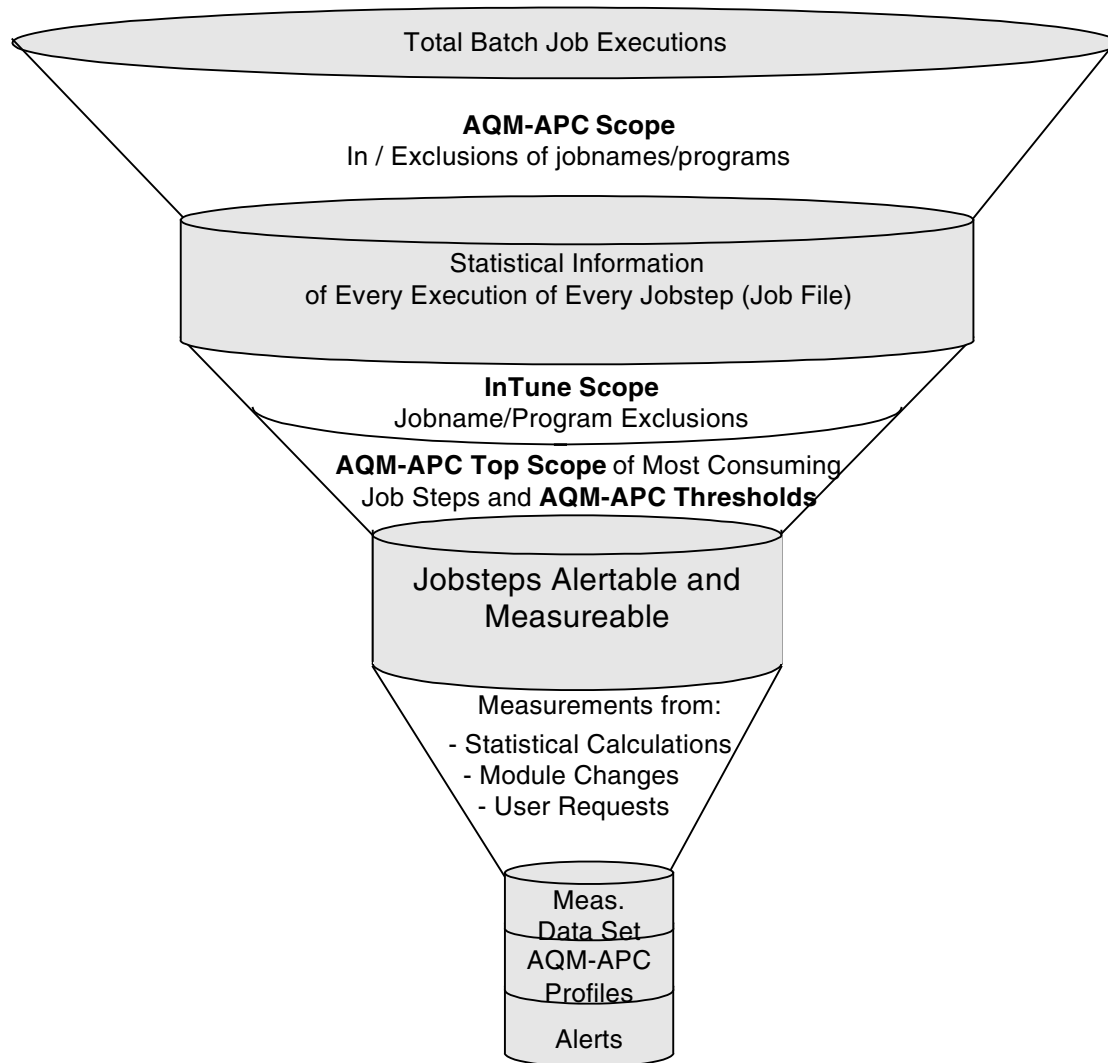 Total Batch Job Executions
AQM-APC Scope
In / Exclusions of jobnames/programs
Statistical Information
of Every Execution of Every Jobstep (Job File)
InTune Scope
Jobname/Program Exclusions
AQM-APC Top Scope of Most Consuming
Job Steps and AQM-APC Thresholds
Jobsteps Alertable and
Measureable
Measurements from:
- Statistical Calculations
- Module Changes
- User Requests
Meas.
Data Set
AQM-APC
Profiles
Alerts